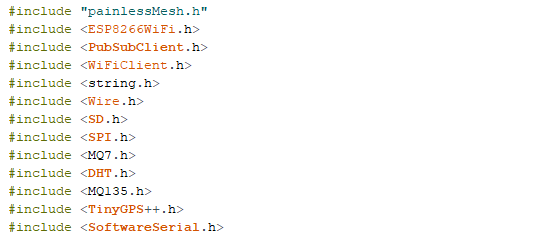 #include "painlessMesh.h"
#include <ESP8266WiFi.h>
#include <PubSubClient.h>
#include <WiFiClient.h>
#include <string.h>
#include <Wire.h>
#include <SD.h>
#include <SPI.h>
#include <MQ7.h>
#include <DHT.h>
#include <MQ135.h>
#include <TinyGPS++.h>
#include <SoftwareSerial.h>